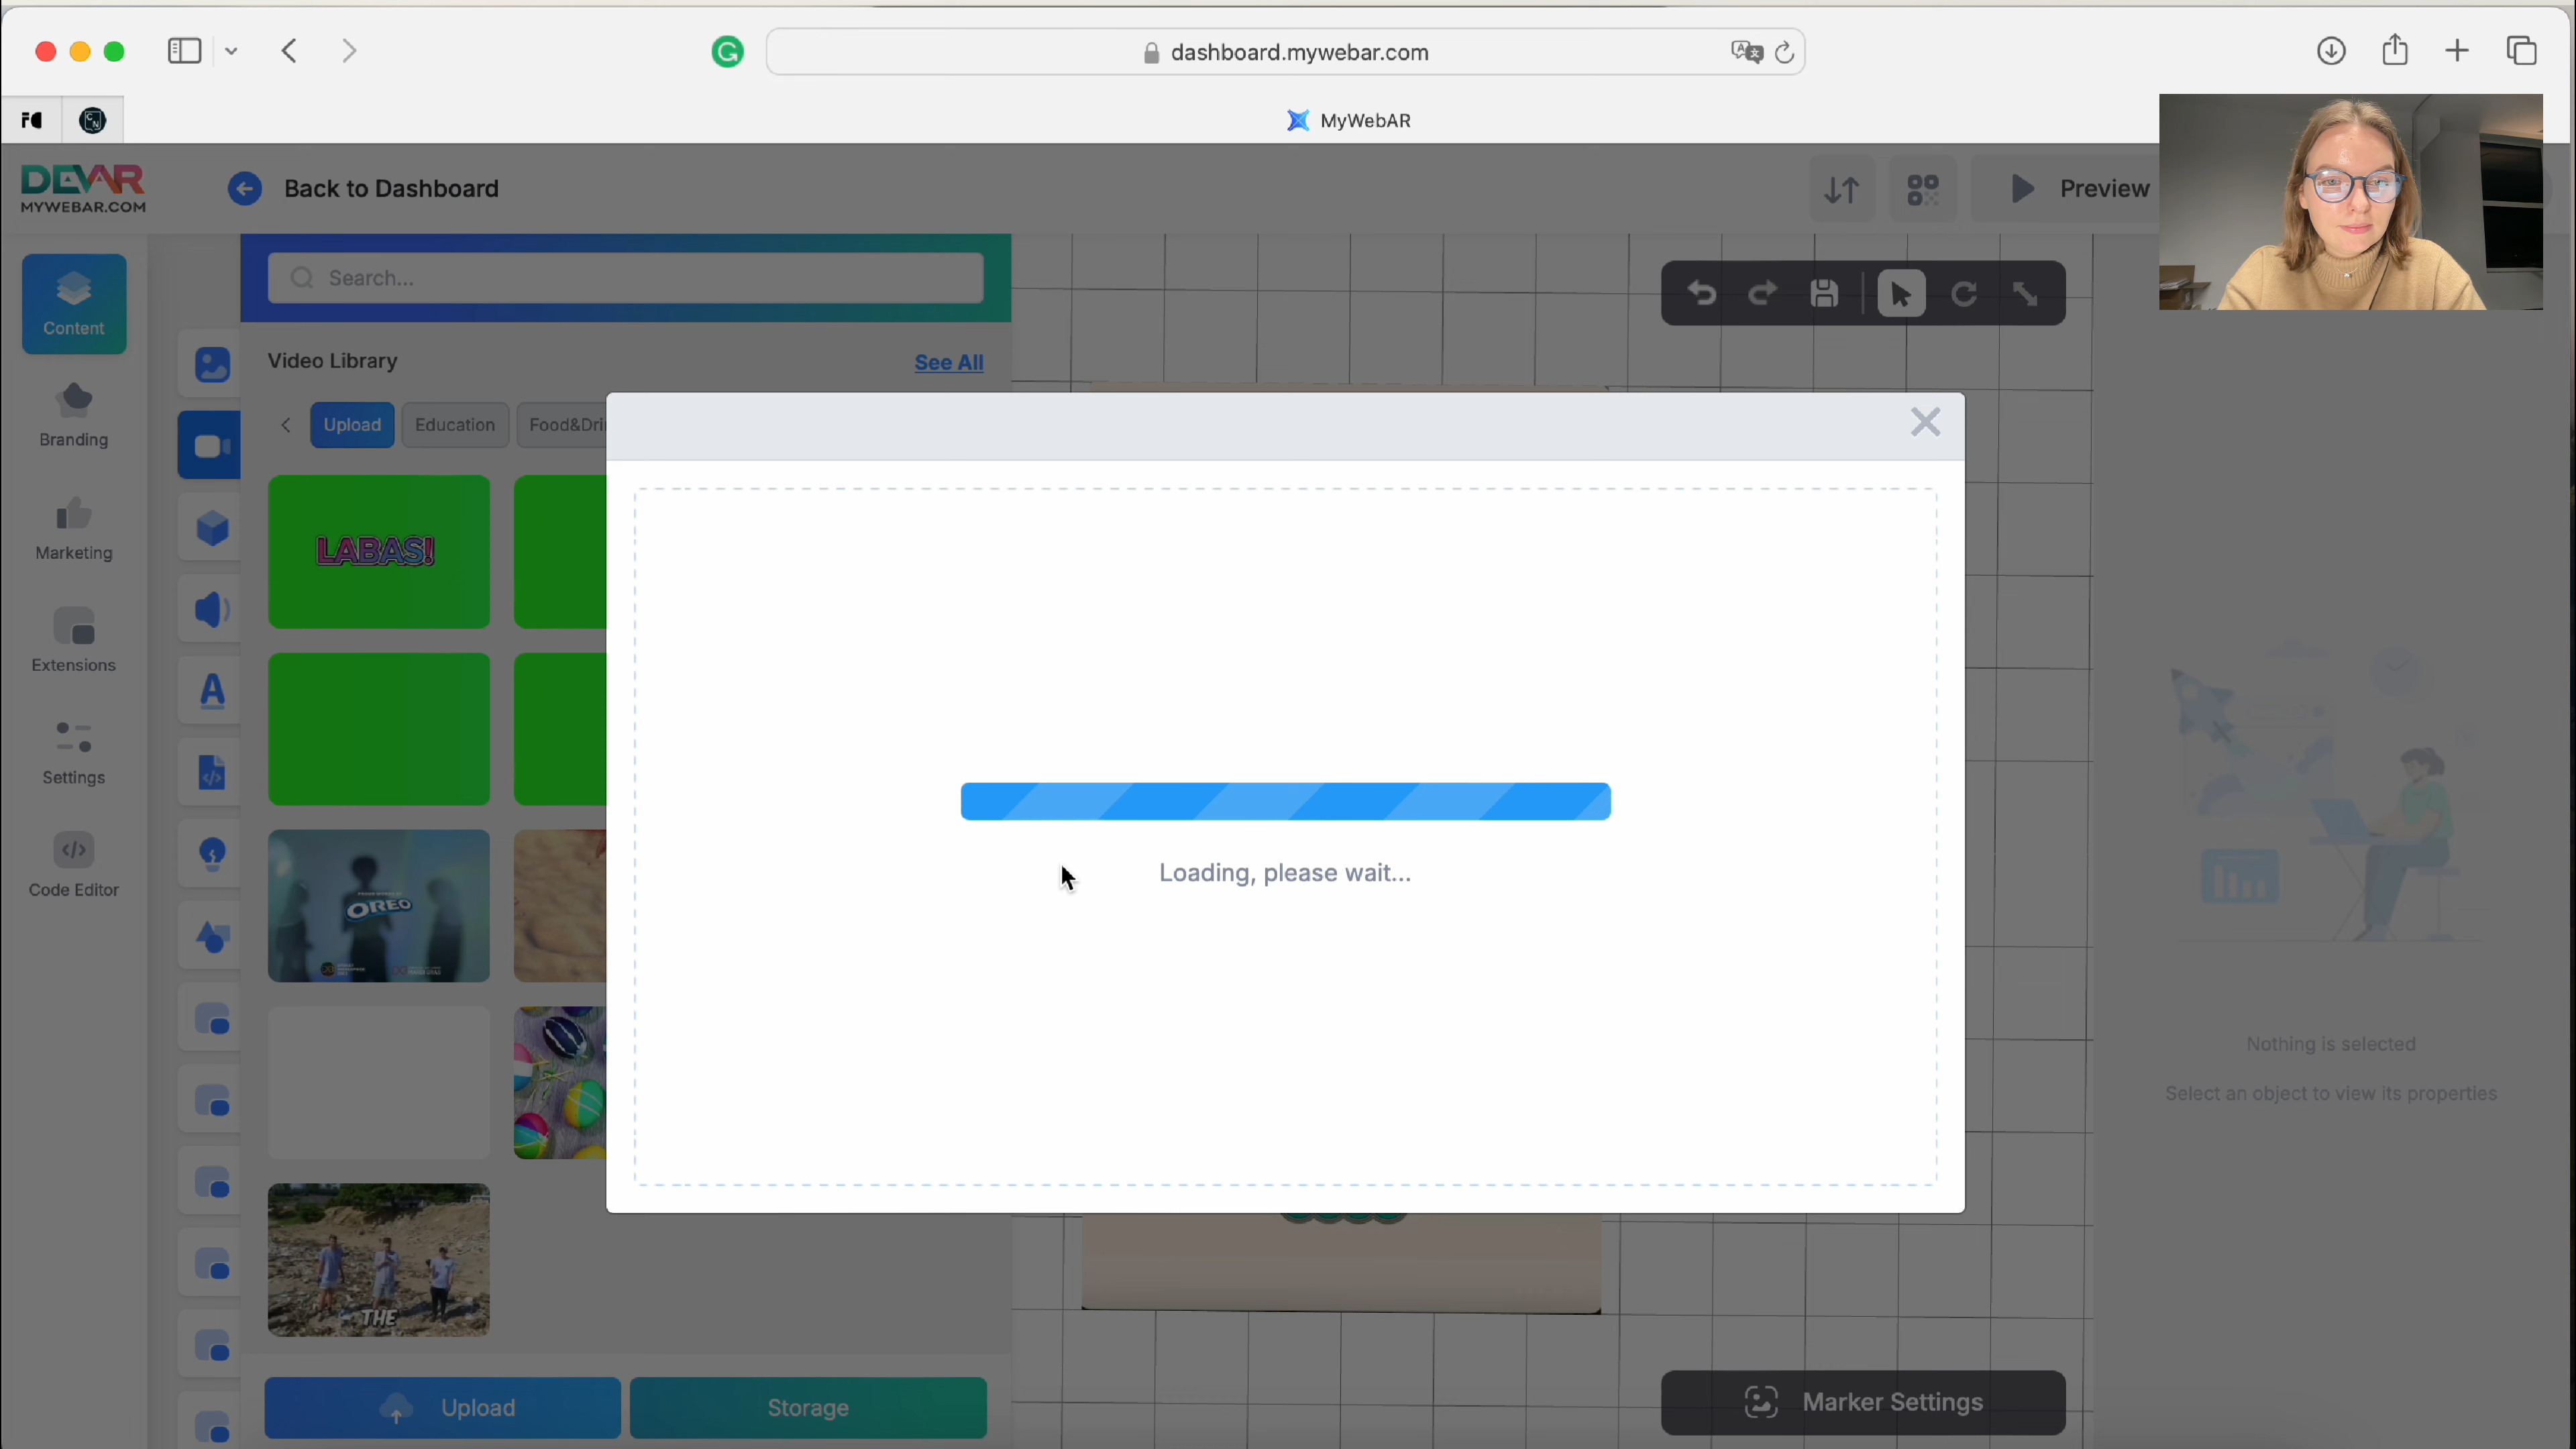 dashboard.mywebar.com
MyWebAR
DEVAR
MYWEBAR.COM
Back to Dashboard
Preview
Search...
Content
Video Library
See All
Upload
Education
Food&Dri
Branding
LABAS!
Marketing
Extensions
Settings
Loading, please wait...
Code Editor
OREO
Nothing is selected
Select an object to view its properties
THE
Upload
Storage
Marker Settings